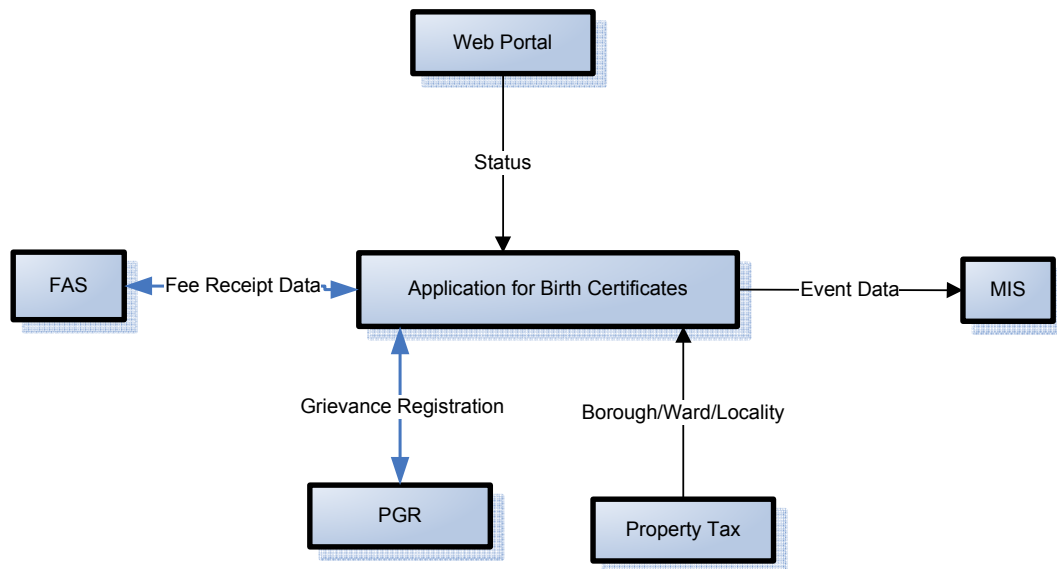 Web Portal
Status
FAS
Fee Receipt Data
Application for Birth Certificates
Event Data
MIS
Grievance Registration
Borough/Ward/Locality
PGR
Property Tax